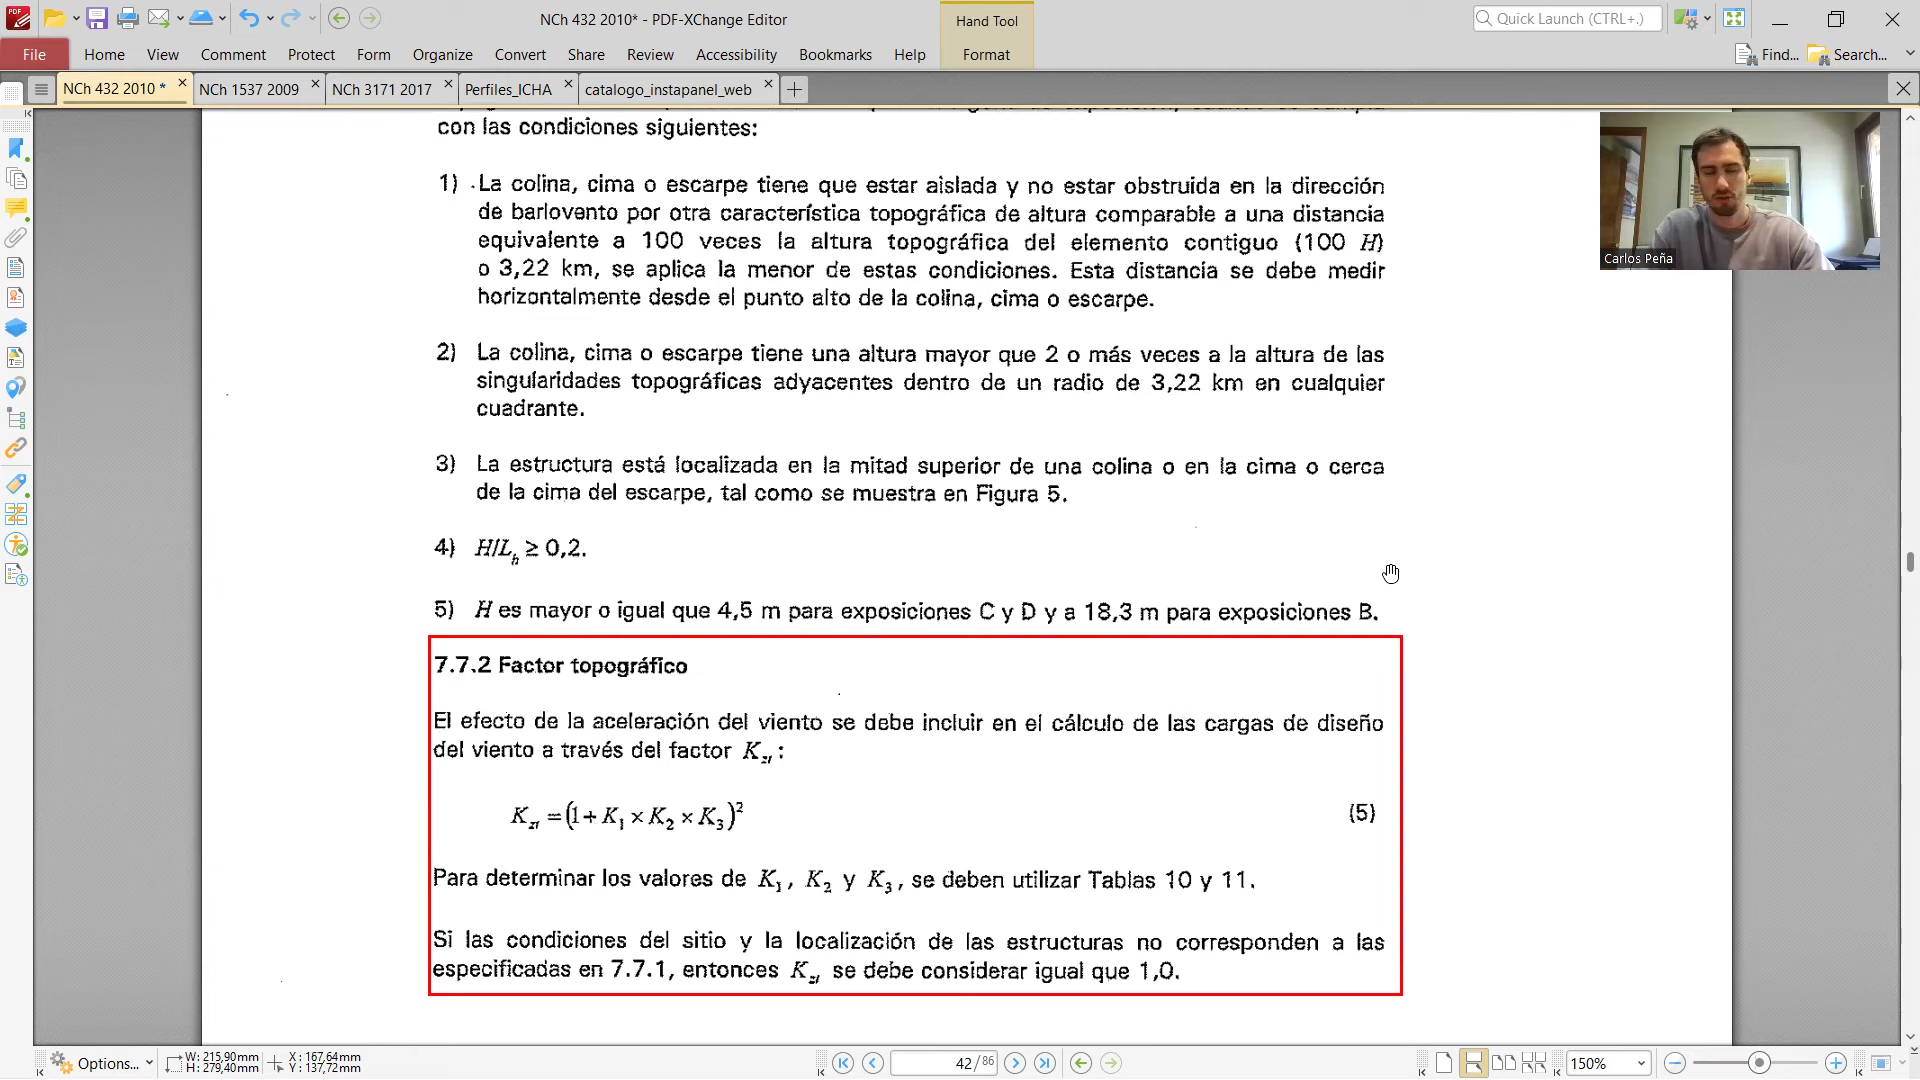 NCh 432 2010* - PDF-XChange Editor
Hand Tool
Quick Launch (CTRL+.)
File
Home
View
Comment
Protect
Form
Organize
Convert
Share
Review
Accessibility
Bookmarks
Help
Format
Find...
Search...
NCh 432 2010 *
NCh 1537 2009
NCh 3171 2017
Perfiles_ICHA
catalogo_instapanel_web
con las condiciones siguientes:
1) La colina, cima o escarpe tiene que estar aislada y no estar obstruida en la dirección
de barlovento por otra característica topográfica de altura comparable a una distancia
equivalente a 100 veces la altura topográfica del elemento contiguo (100 H)
o 3,22 km, se aplica la menor de estas condiciones. Esta distancia se debe medir
horizontalmente desde el punto alto de la colina, cima o escarpe.
2) La colina, cima o escarpe tiene una altura mayor que 2 o más veces a la altura de las
singularidades topográficas adyacentes dentro de un radio de 3,22 km en cualquier
cuadrante.
3) La estructura está localizada en la mitad superior de una colina o en la cima o cerca
de la cima del escarpe, tal como se muestra en Figura 5.
4) H/Lh ≥ 0,2.
5) H es mayor o igual que 4,5 m para exposiciones C y D y a 18,3 m para exposiciones B.
7.7.2 Factor topográfico
El efecto de la aceleración del viento se debe incluir en el cálculo de las cargas de diseño
del viento a través del factor Kzt :
Kzt = (1 + K1 × K2 × K3)² (5)
Para determinar los valores de K1, K2 y K3, se deben utilizar Tablas 10 y 11.
Si las condiciones del sitio y la localización de las estructuras no corresponden a las
especificadas en 7.7.1, entonces Kzt se debe considerar igual que 1,0.
Carlos Peña
Options...
W: 215,90mm
H: 279,40mm
X: 167,64mm
Y: 137,72mm
42 / 86
150%